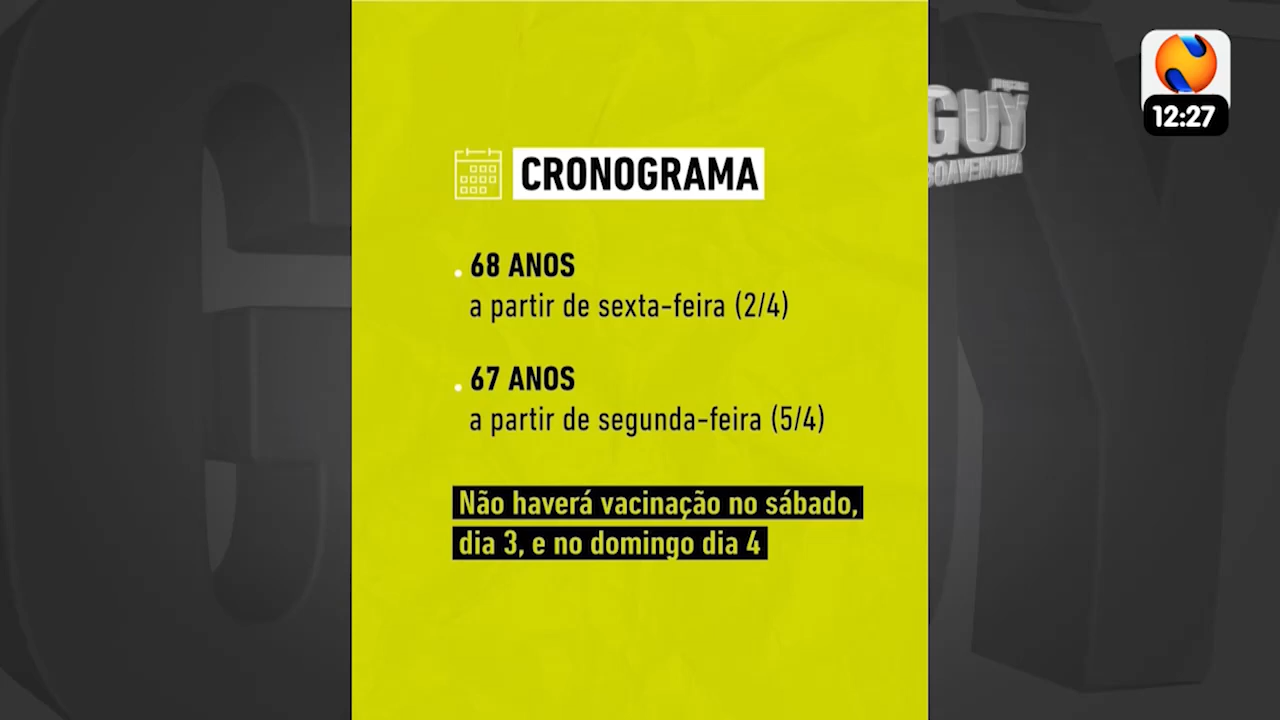 12:27
GUY
BOAVENTURA
CRONOGRAMA
. 68 ANOS
a partir de sexta-feira (2/4)
. 67 ANOS
a partir de segunda-feira (5/4)
Não haverá vacinação no sábado,
dia 3, e no domingo dia 4